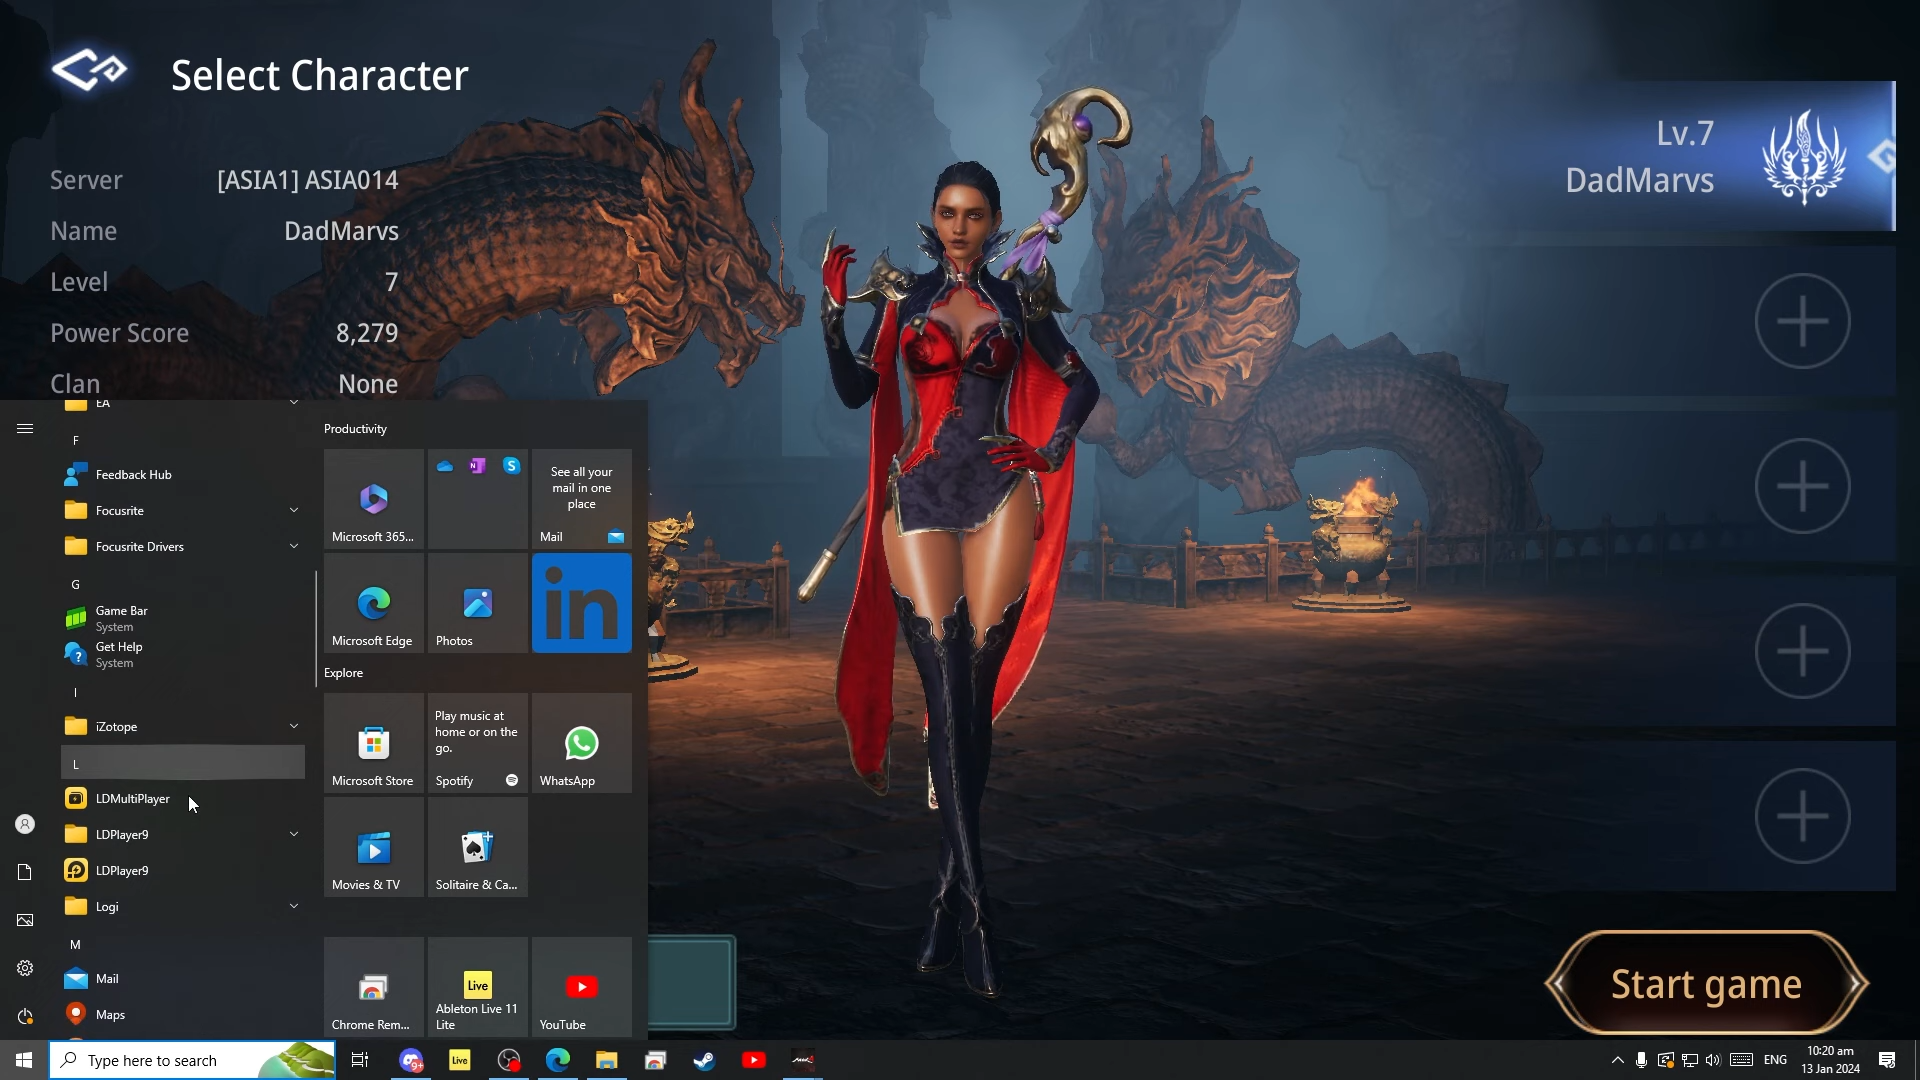 Select Character
Server [ASIA1] ASIA014
Name DadMarvs
Level 7
Power Score 8,279
Clan None
Lv.7
DadMarvs
Start game
EA
F
Feedback Hub
Focusrite
Focusrite Drivers
G
Game Bar
System
Get Help
System
I
iZotope
L
LDMultiPlayer
LDPlayer9
LDPlayer9
Logi
M
Mail
Maps
Productivity
Microsoft 365...
N
S
See all your
mail in one
place
Mail
Microsoft Edge
Photos
in
Explore
Microsoft Store
Play music at
home or on the
go.
Spotify
WhatsApp
Movies & TV
Solitaire & Ca...
Chrome Rem...
Live
Ableton Live 11
Lite
YouTube
Type here to search
9+
Live
ENG
10:20 am
13 Jan 2024